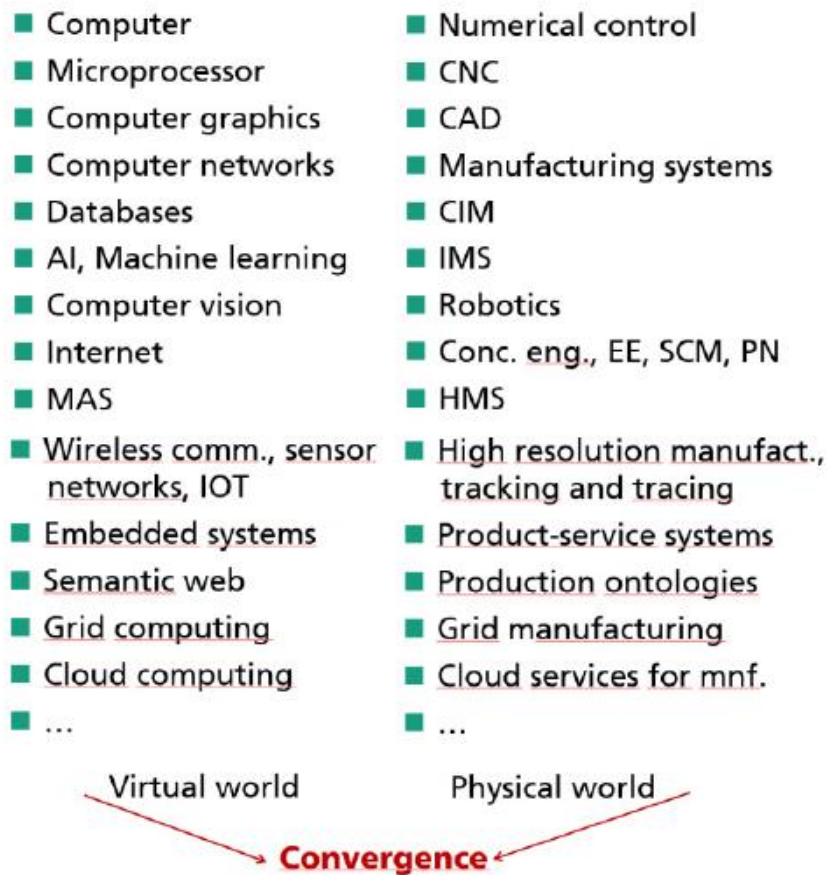 ■ Computer
■ Microprocessor
■ Computer graphics
■ Computer networks
■ Databases
■ AI, Machine learning
■ Computer vision
■ Internet
■ MAS
■ Wireless comm., sensor
networks, IOT
■ Embedded systems
■ Semantic web
■ Grid computing
■ Cloud computing
■ ...
Virtual world
■ Numerical control
■ CNC
■ CAD
■ Manufacturing systems
■ CIM
■ IMS
■ Robotics
■ Conc. eng., EE, SCM, PN
■ HMS
■ High resolution manufact.,
tracking and tracing
■ Product-service systems
■ Production ontologies
■ Grid manufacturing
■ Cloud services for mnf.
■ ...
Physical world
Convergence